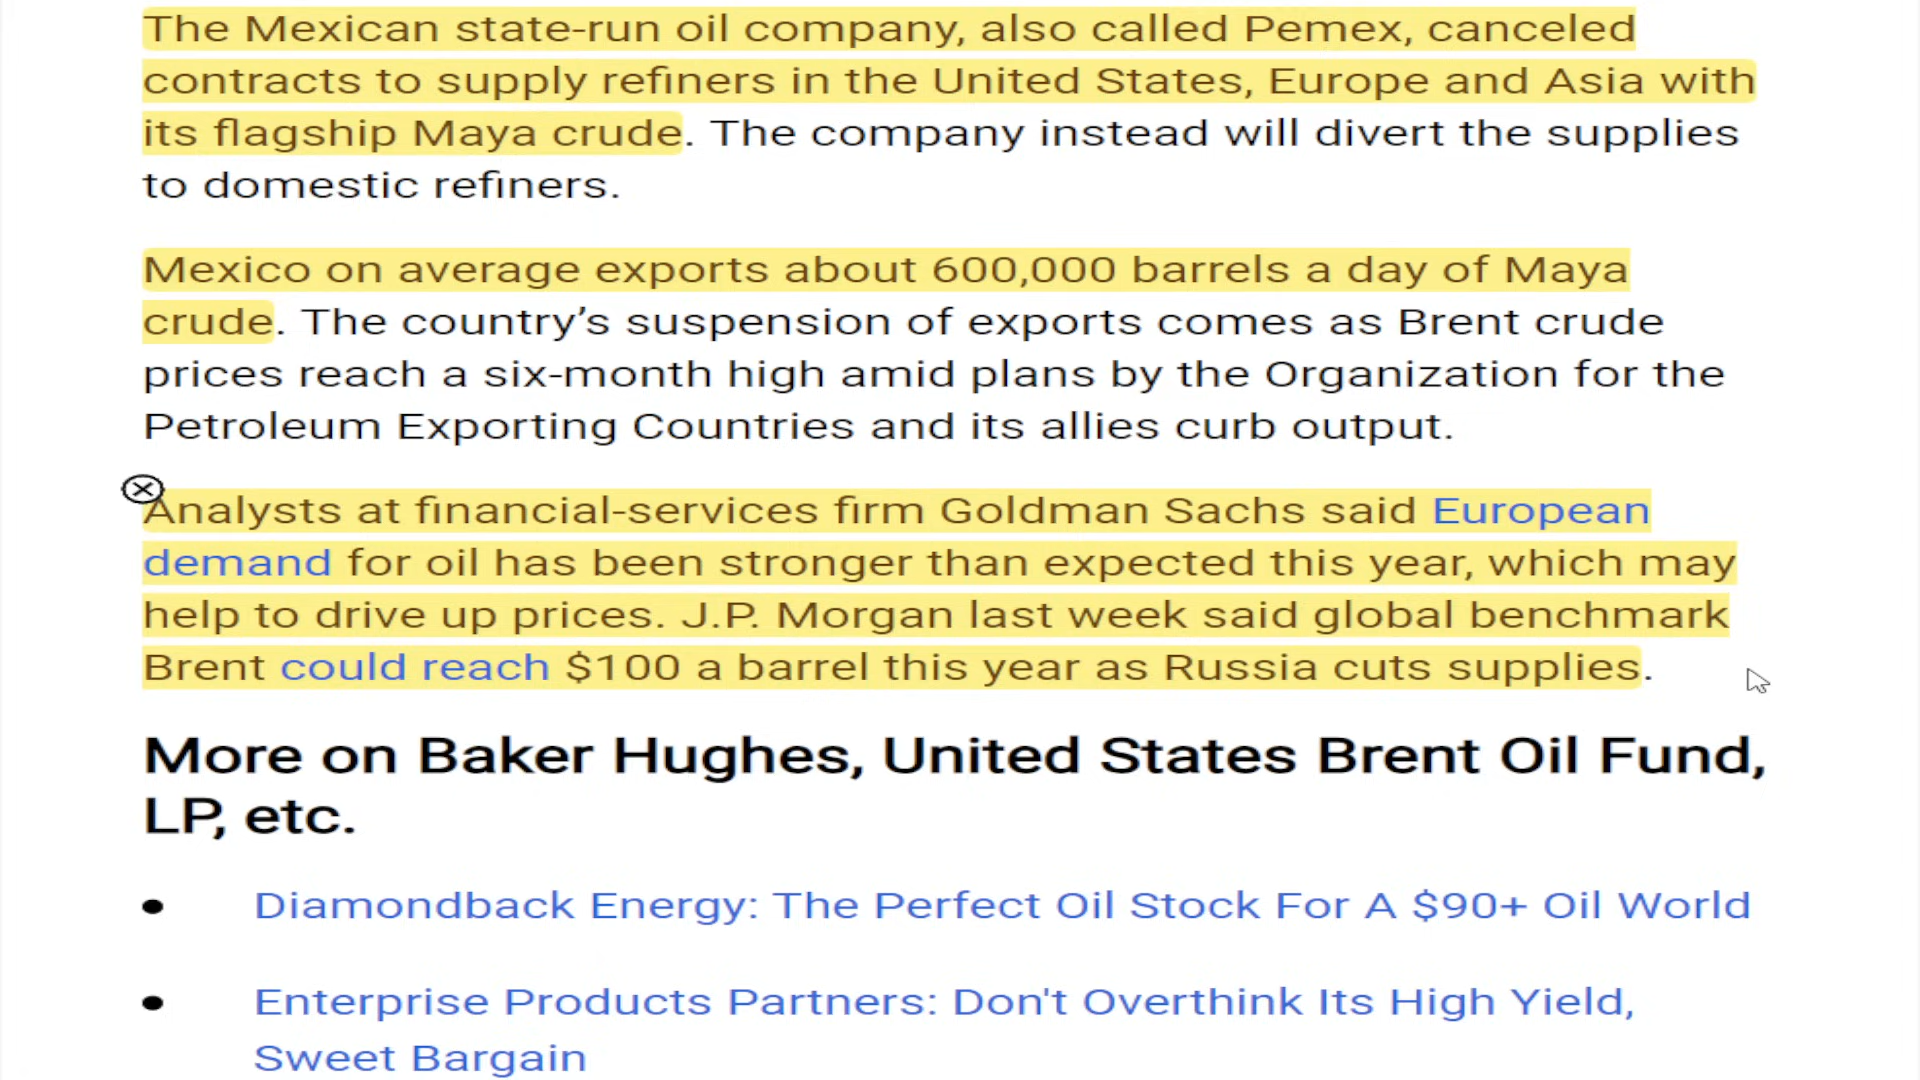 The Mexican state-run oil company, also called Pemex, canceled
contracts to supply refiners in the United States, Europe and Asia with
its flagship Maya crude. The company instead will divert the supplies
to domestic refiners.
Mexico on average exports about 600,000 barrels a day of Maya
crude. The country’s suspension of exports comes as Brent crude
prices reach a six-month high amid plans by the Organization for the
Petroleum Exporting Countries and its allies curb output.
Analysts at financial-services firm Goldman Sachs said European
demand for oil has been stronger than expected this year, which may
help to drive up prices. J.P. Morgan last week said global benchmark
Brent could reach $100 a barrel this year as Russia cuts supplies.
More on Baker Hughes, United States Brent Oil Fund,
LP, etc.
Diamondback Energy: The Perfect Oil Stock For A $90+ Oil World
Enterprise Products Partners: Don't Overthink Its High Yield,
Sweet Bargain